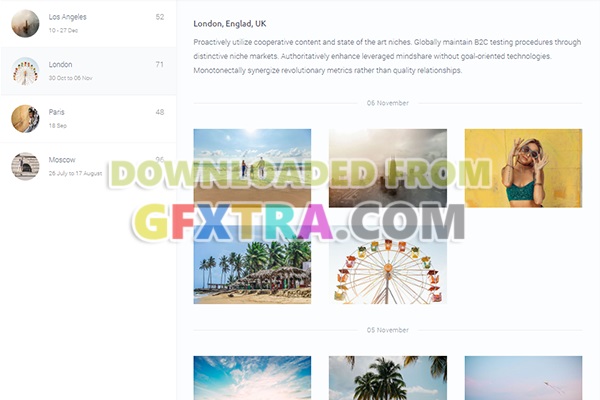 Los Angeles 52
10 - 27 Dec
London 71
30 Oct to 06 Nov
Paris 48
18 Sep
Moscow 96
26 July to 17 August
London, Englad, UK
Proactively utilize cooperative content and state of the art niches. Globally maintain B2C testing procedures through
distinctive niche markets. Authoritatively enhance leveraged mindshare without goal-oriented technologies.
Monotonectally synergize revolutionary metrics rather than quality relationships.
06 November
DOWNLOADED FROM
GFXTRA.COM
05 November